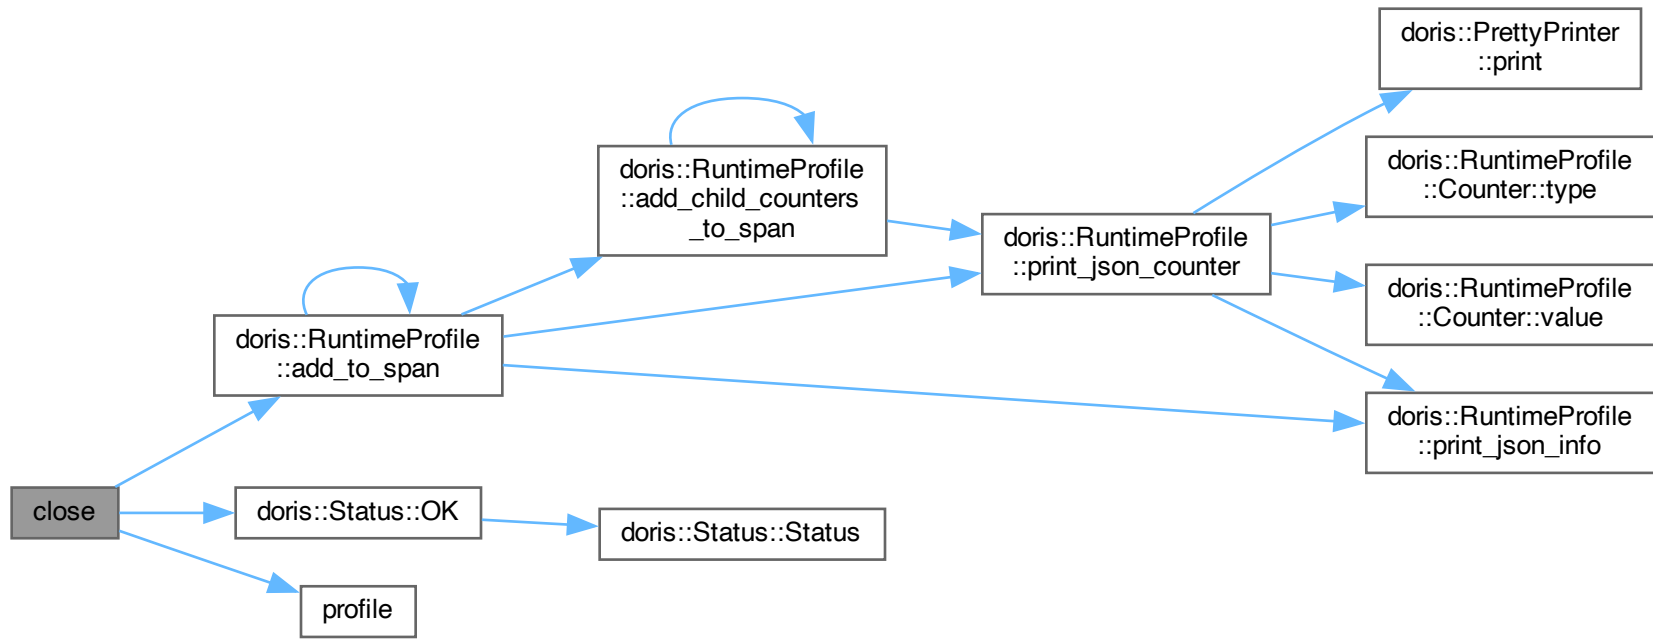 doris::PrettyPrinter
::print
doris::RuntimeProfile
::Counter::type
doris::RuntimeProfile
::add_child_counters
_to_span
doris::RuntimeProfile
::print_json_counter
doris::RuntimeProfile
::Counter::value
doris::RuntimeProfile
::add_to_span
doris::RuntimeProfile
::print_json_info
close
doris::Status::OK
doris::Status::Status
profile